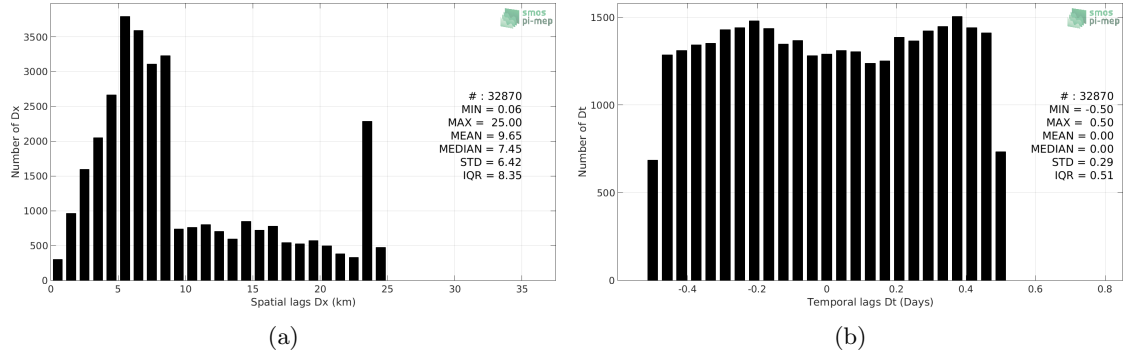 smos
pi-mep
3500
3000
2500
2000
1500
1000
500
0
Number of Dx
# : 32870
MIN = 0.06
MAX = 25.00
MEAN = 9.65
MEDIAN = 7.45
STD = 6.42
IQR = 8.35
0 5 10 15 20 25 30 35
Spatial lags Dx (km)
(a)
smos
pi-mep
1500
1000
500
0
Number of Dt
# : 32870
MIN = -0.50
MAX = 0.50
MEAN = 0.00
MEDIAN = 0.00
STD = 0.29
IQR = 0.51
-0.4 -0.2 0 0.2 0.4 0.6 0.8
Temporal lags Dt (Days)
(b)